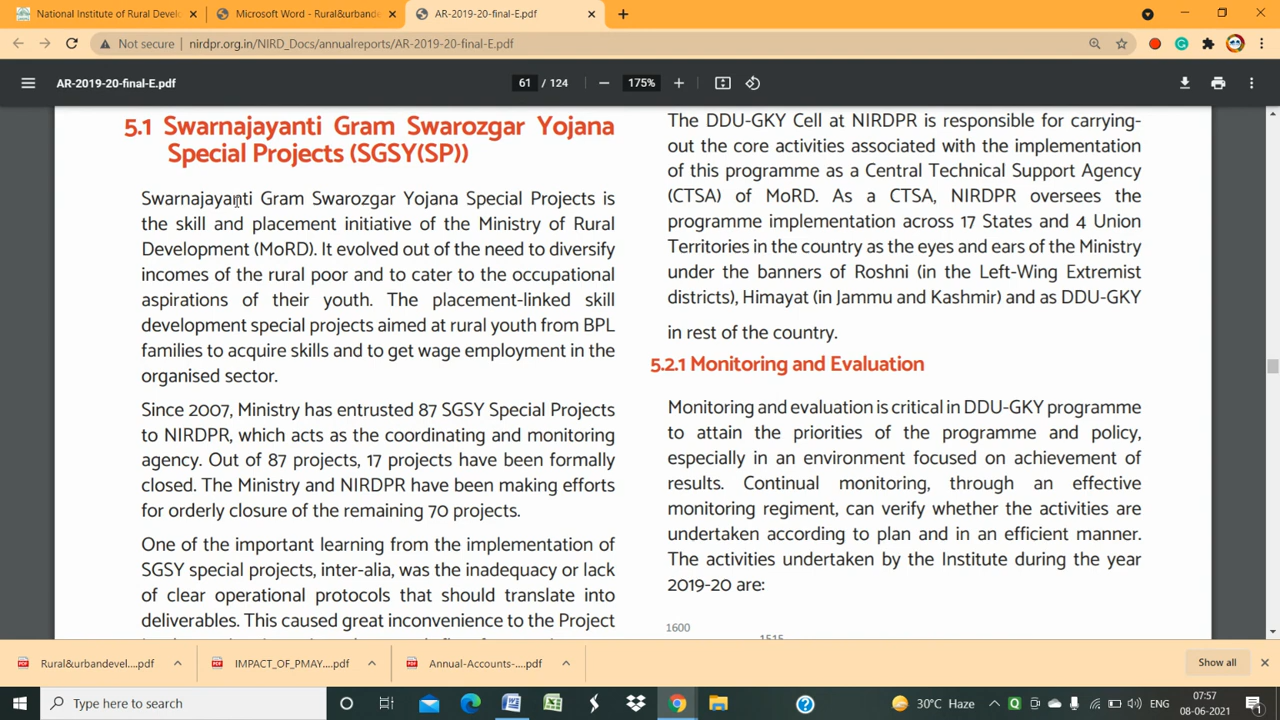 National Institute of Rural Devel
Microsoft Word - Rural&urbande
AR-2019-20-final-E.pdf
Not secure
nirdpr.org.in/NIRD_Docs/annualreports/AR-2019-20-final-E.pdf
AR-2019-20-final-E.pdf
61 / 124
175%
5.1 Swarnajayanti Gram Swarozgar Yojana
Special Projects (SGSY(SP))
Swarnajayanti Gram Swarozgar Yojana Special Projects is
the skill and placement initiative of the Ministry of Rural
Development (MoRD). It evolved out of the need to diversify
incomes of the rural poor and to cater to the occupational
aspirations of their youth. The placement-linked skill
development special projects aimed at rural youth from BPL
families to acquire skills and to get wage employment in the
organised sector.
Since 2007, Ministry has entrusted 87 SGSY Special Projects
to NIRDPR, which acts as the coordinating and monitoring
agency. Out of 87 projects, 17 projects have been formally
closed. The Ministry and NIRDPR have been making efforts
for orderly closure of the remaining 70 projects.
One of the important learning from the implementation of
SGSY special projects, inter-alia, was the inadequacy or lack
of clear operational protocols that should translate into
deliverables. This caused great inconvenience to the Project
The DDU-GKY Cell at NIRDPR is responsible for carrying-
out the core activities associated with the implementation
of this programme as a Central Technical Support Agency
(CTSA) of MoRD. As a CTSA, NIRDPR oversees the
programme implementation across 17 States and 4 Union
Territories in the country as the eyes and ears of the Ministry
under the banners of Roshni (in the Left-Wing Extremist
districts), Himayat (in Jammu and Kashmir) and as DDU-GKY
in rest of the country.
5.2.1 Monitoring and Evaluation
Monitoring and evaluation is critical in DDU-GKY programme
to attain the priorities of the programme and policy,
especially in an environment focused on achievement of
results. Continual monitoring, through an effective
monitoring regiment, can verify whether the activities are
undertaken according to plan and in an efficient manner.
The activities undertaken by the Institute during the year
2019-20 are:
1600
1515
Rural&urbandevel....pdf
IMPACT_OF_PMAY....pdf
Annual-Accounts-....pdf
Show all
Type here to search
30°C Haze
ENG
07:57
08-06-2021